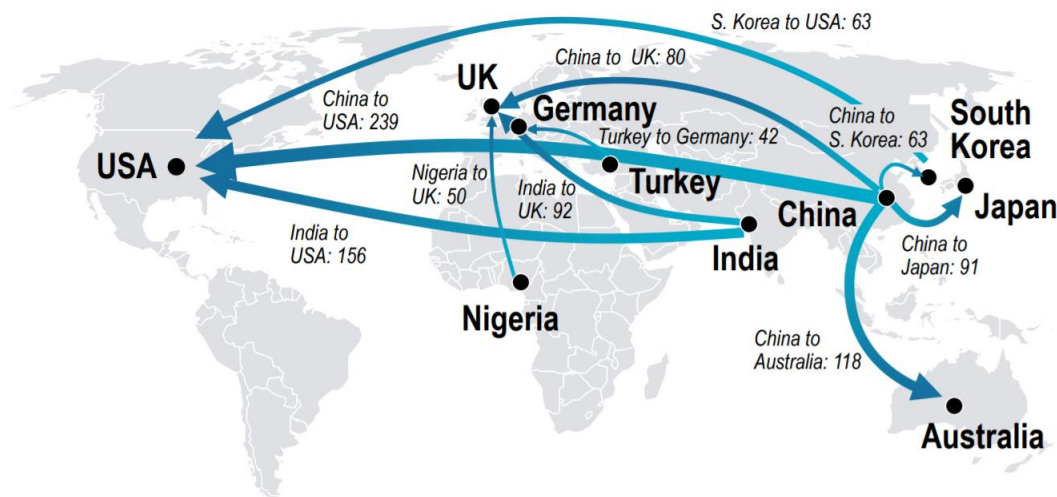 S. Korea to USA: 63
China to UK: 80
UK
Germany
China to
USA: 239
China to
S. Korea: 63
South
Korea
Turkey to Germany: 42
USA
Nigeria to
UK: 50
India to
UK: 92
Turkey
China
Japan
India to
USA: 156
India
China to
Japan: 91
Nigeria
China to
Australia: 118
Australia